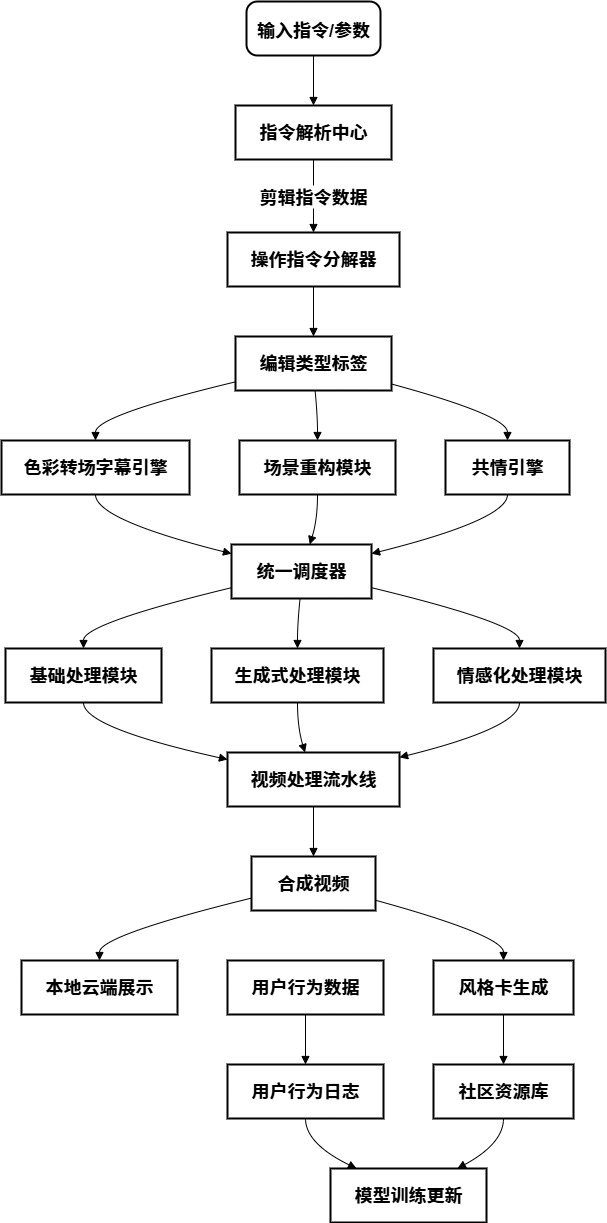 输入指令/参数
指令解析中心
剪辑指令数据
操作指令分解器
编辑类型标签
色彩转场字幕引擎
场景重构模块
共情引擎
统一调度器
基础处理模块
生成式处理模块
情感化处理模块
视频处理流水线
合成视频
本地云端展示
用户行为数据
风格卡生成
用户行为日志
社区资源库
模型训练更新